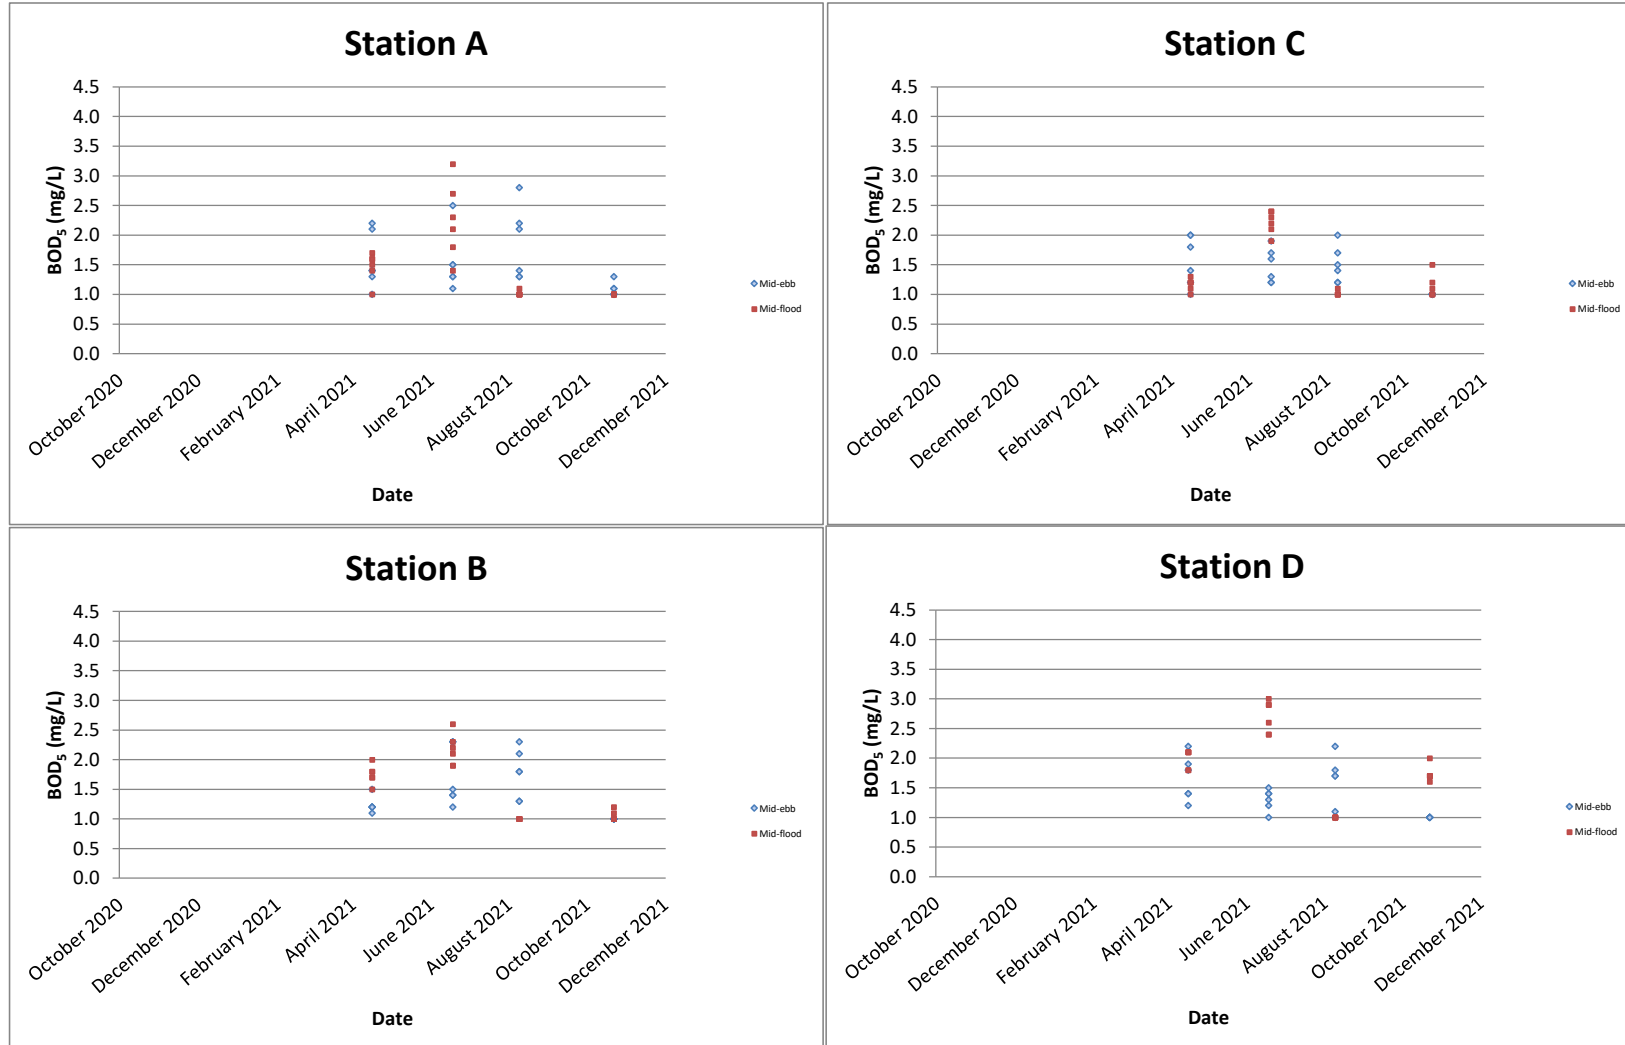 Station A
4.5
4.0
3.5
3.0
2.5
2.0
1.5
1.0
0.5
0.0
BOD5 (mg/L)
October 2020
December 2020
February 2021
April 2021
June 2021
August 2021
October 2021
December 2021
Date
Mid-ebb
Mid-flood
Station C
4.5
4.0
3.5
3.0
2.5
2.0
1.5
1.0
0.5
0.0
BOD5 (mg/L)
October 2020
December 2020
February 2021
April 2021
June 2021
August 2021
October 2021
December 2021
Date
Mid-ebb
Mid-flood
Station B
4.5
4.0
3.5
3.0
2.5
2.0
1.5
1.0
0.5
0.0
BOD5 (mg/L)
October 2020
December 2020
February 2021
April 2021
June 2021
August 2021
October 2021
December 2021
Date
Mid-ebb
Mid-flood
Station D
4.5
4.0
3.5
3.0
2.5
2.0
1.5
1.0
0.5
0.0
BOD5 (mg/L)
October 2020
December 2020
February 2021
April 2021
June 2021
August 2021
October 2021
December 2021
Date
Mid-ebb
Mid-flood